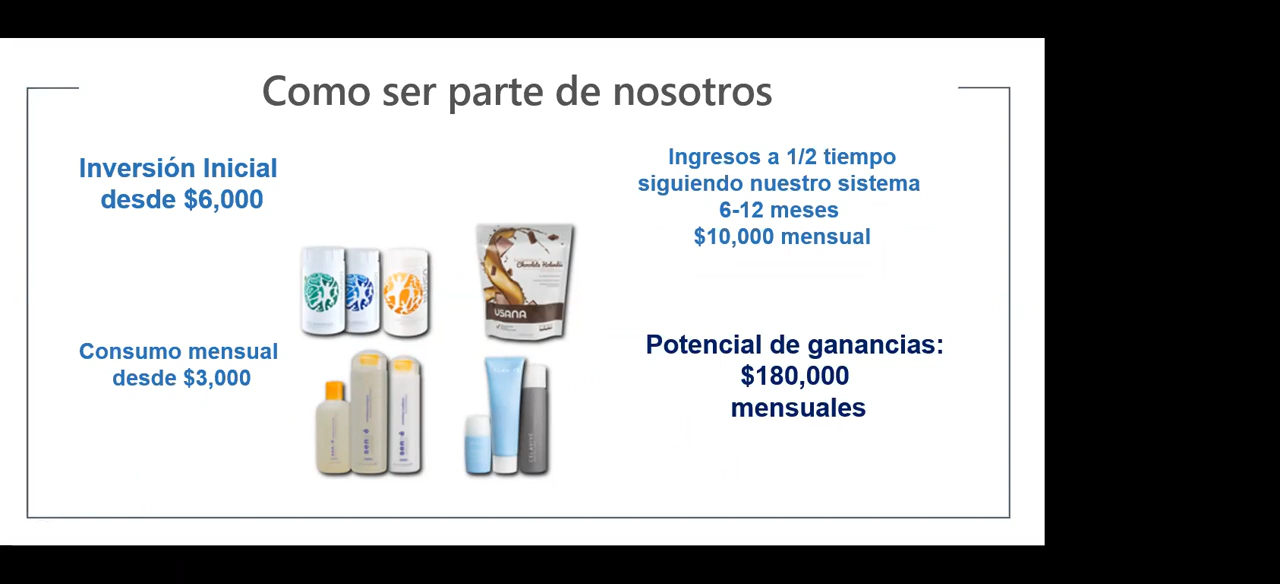 Como ser parte de nosotros
Inversión Inicial
desde $6,000
Consumo mensual
desde $3,000
USANA
Ingresos a 1/2 tiempo
siguiendo nuestro sistema
6-12 meses
$10,000 mensual
Potencial de ganancias:
$180,000
mensuales